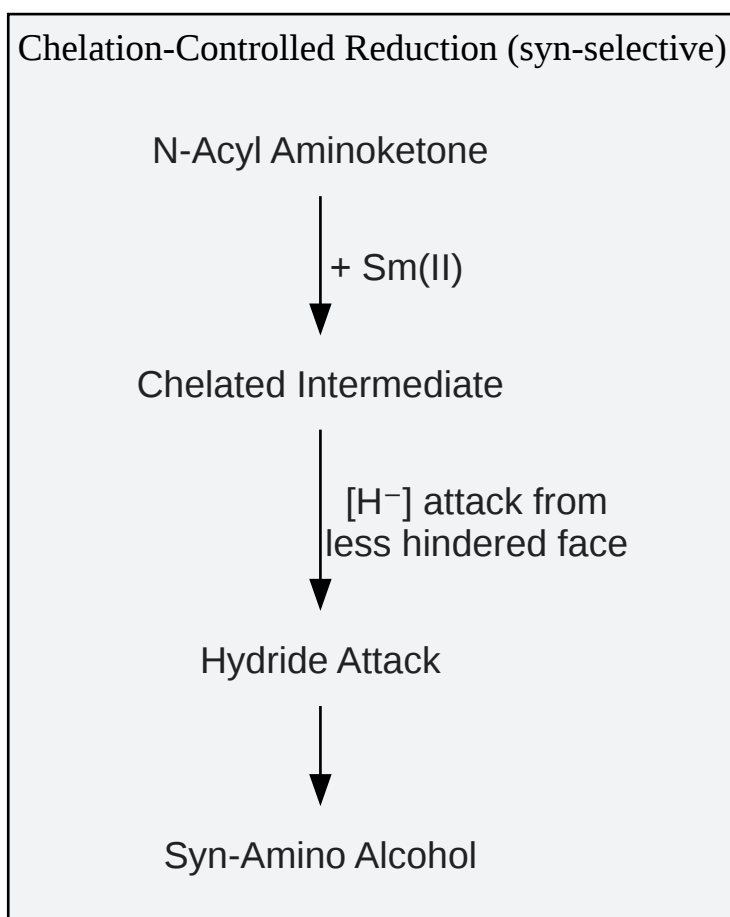 Chelation-Controlled Reduction (syn-selective)
N-Acyl Aminoketone
+ Sm(II)
Chelated Intermediate
[H⁻] attack from
less hindered face
Hydride Attack
Syn-Amino Alcohol